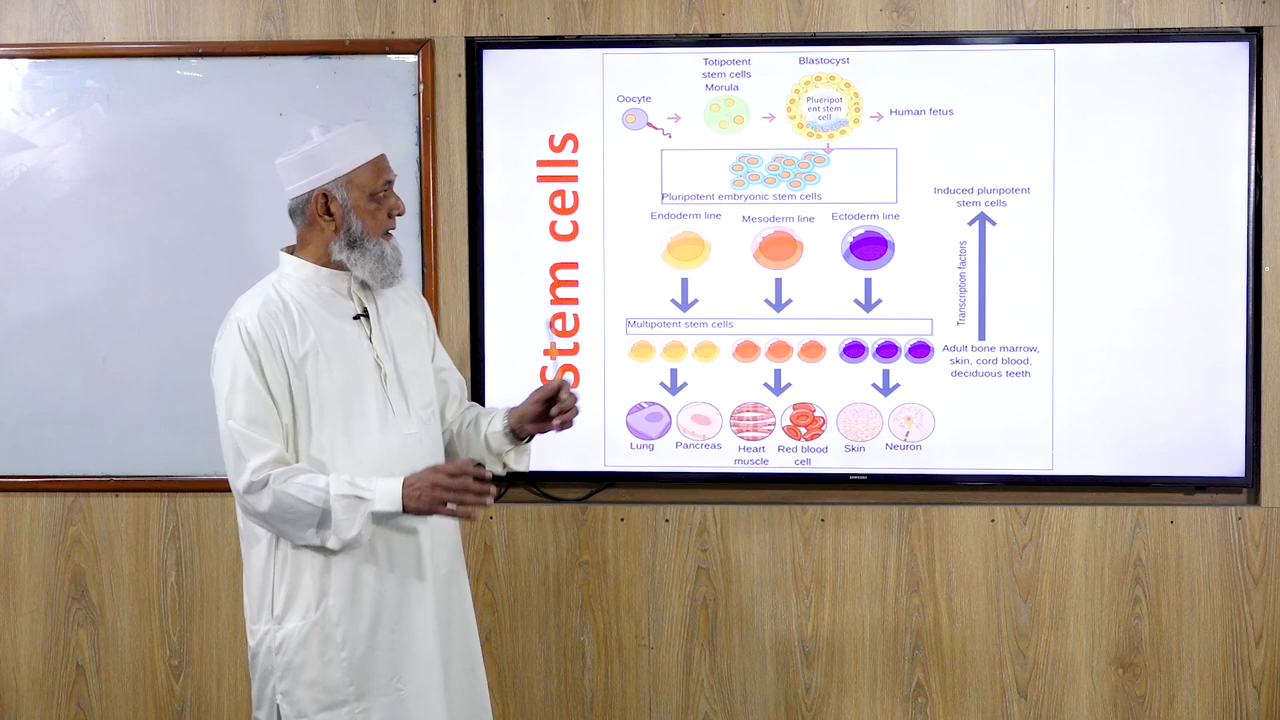 Stem cells
Totipotent
stem cells
Morula
Blastocyst
Oocyte
Plueripot
ent stem
cell
Human fetus
Pluripotent embryonic stem cells
Endoderm line
Mesoderm line
Ectoderm line
Multipotent stem cells
Lung
Pancreas
Heart
muscle
Red blood
cell
Skin
Neuron
Induced pluripotent
stem cells
Transcription factors
Adult bone marrow,
skin, cord blood,
deciduous teeth
SAMSUNG